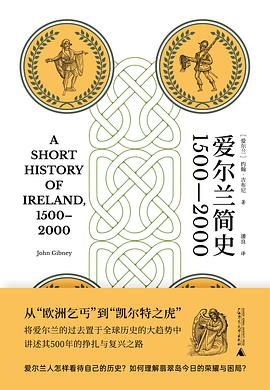 A
SHORT
HISTORY
OF
IRELAND,
1500–
2000
John Gibney
爱尔兰简史
1500—2000
［爱尔兰］约翰·吉布尼 著
潘良 译
从“欧洲乞丐”到“凯尔特之虎”
将爱尔兰的过去置于全球历史的大趋势中
讲述其500年的挣扎与复兴之路
爱尔兰人怎样看待自己的历史？如何理解翡翠岛今日的荣耀与困局？